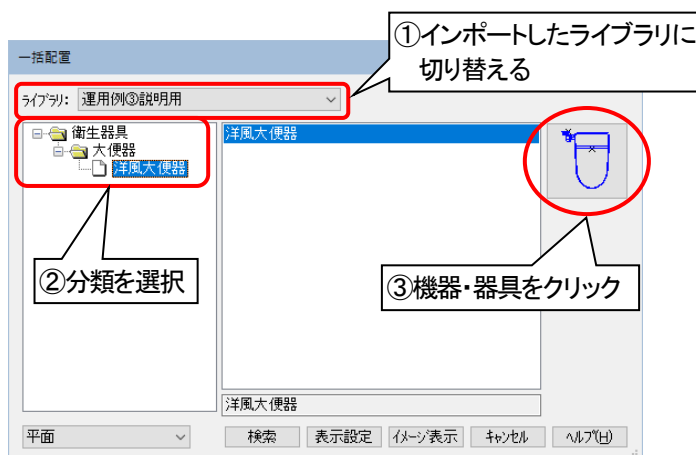 ①インポートしたライブラリに
切り替える
一括配置
ライブラリ: 運用例③説明用
衛生器具
大便器
洋風大便器
洋風大便器
②分類を選択
③機器・器具をクリック
洋風大便器
平面
検索 表示設定 イメージ表示 キャンセル ヘルプ(H)